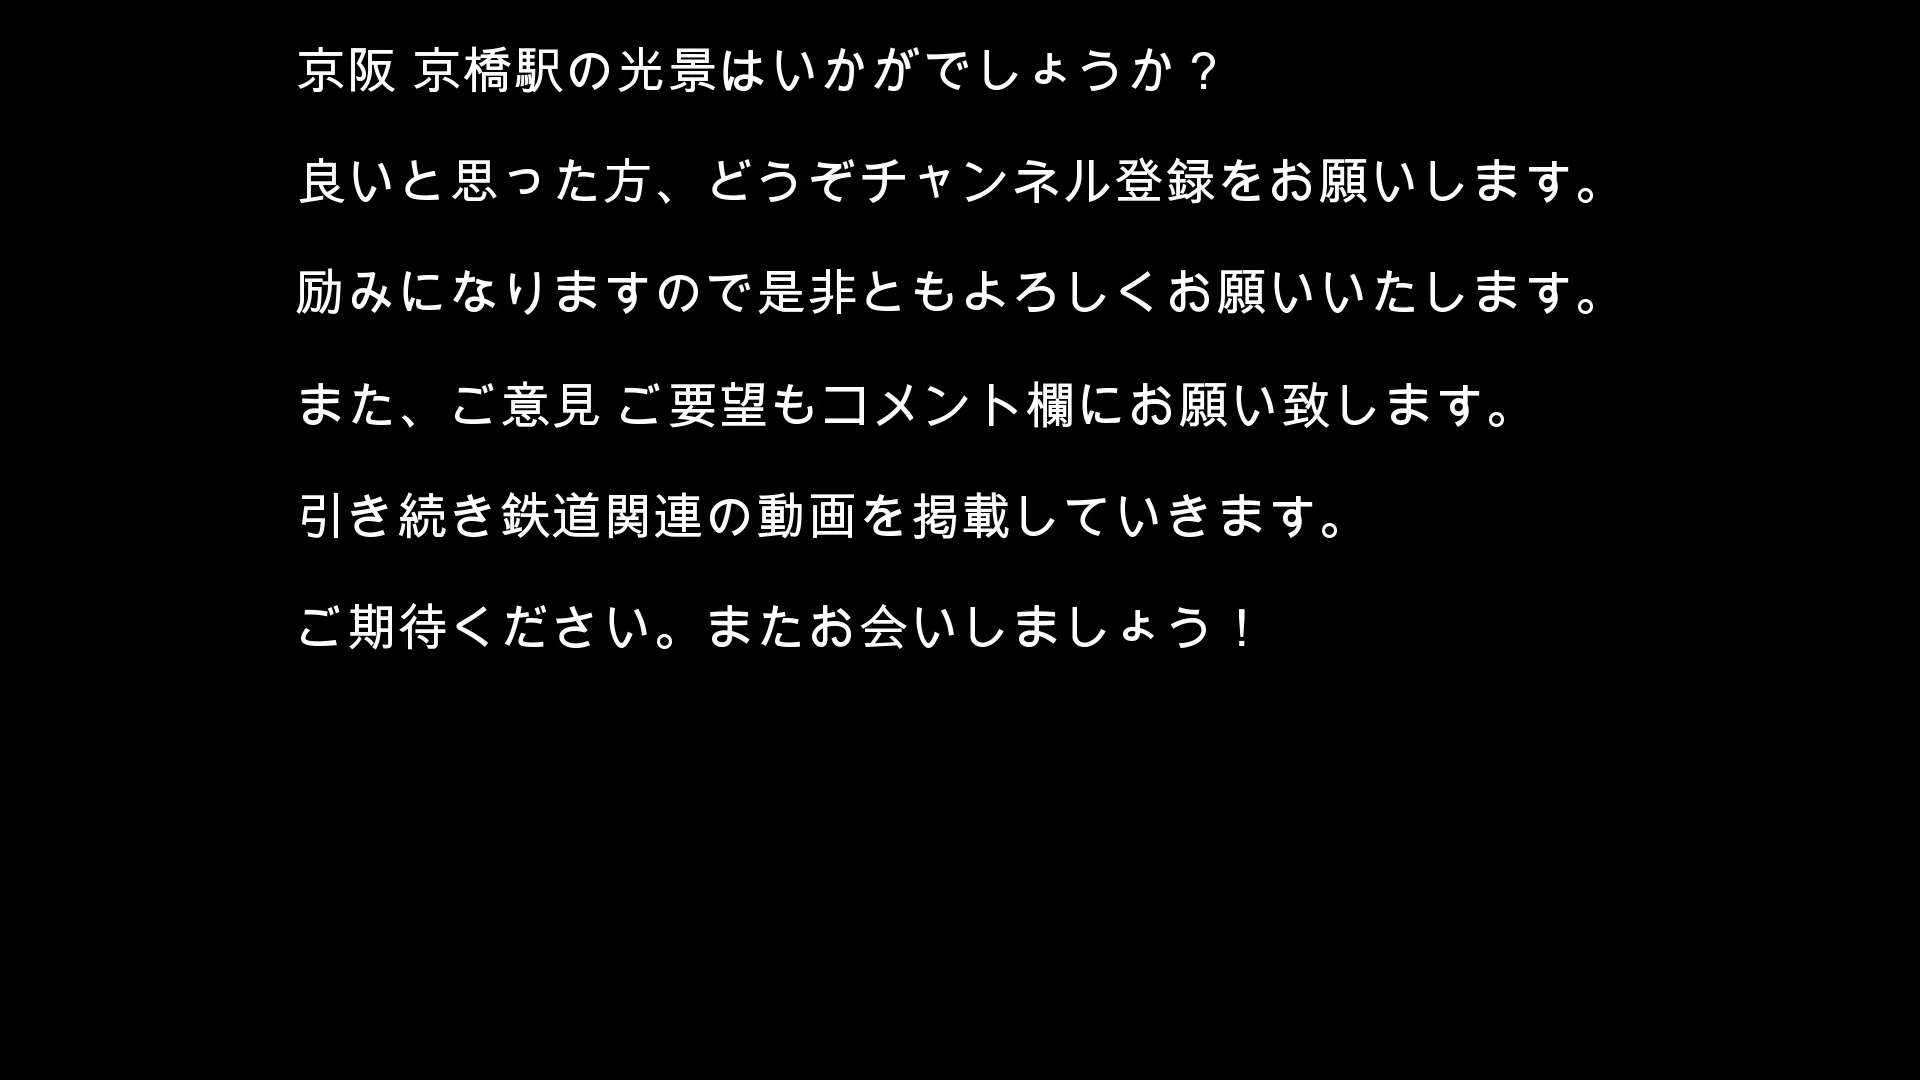 京阪 京橋駅の光景はいかがでしょうか？
良いと思った方、どうぞチャンネル登録をお願いします。
励みになりますので是非ともよろしくお願いいたします。
また、ご意見 ご要望もコメント欄にお願い致します。
引き続き鉄道関連の動画を掲載していきます。
ご期待ください。またお会いしましょう！